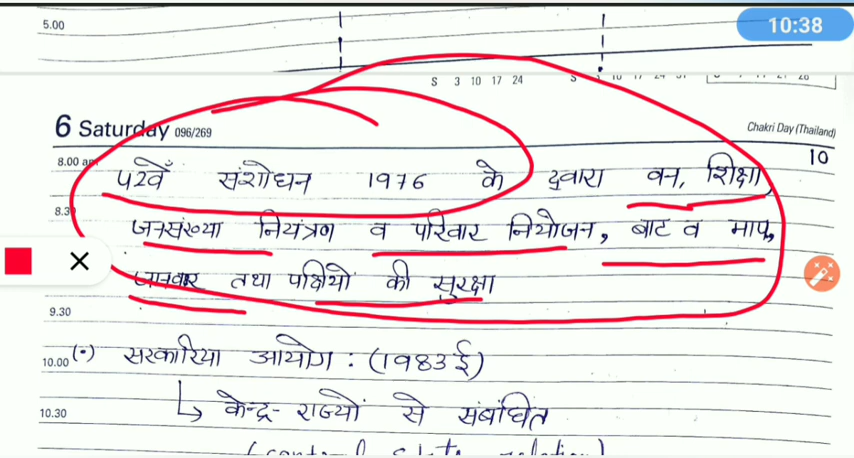 10:38
5.00
S 3 10 17 24 S
6 Saturday 096/269
Chakri Day (Thailand)
10
8.00 am
42वें संशोधन 1976 के द्वारा वन, शिक्षा,
8.30
जनसंख्या नियंत्रण व परिवार नियोजन, बाट व माप,
जानवर तथा पक्षियों की सुरक्षा
9.30
10.00 (•) सरकारिया आयोग : (1983 ई)
↳ केन्द्र-राज्यों से संबंधित
10.30